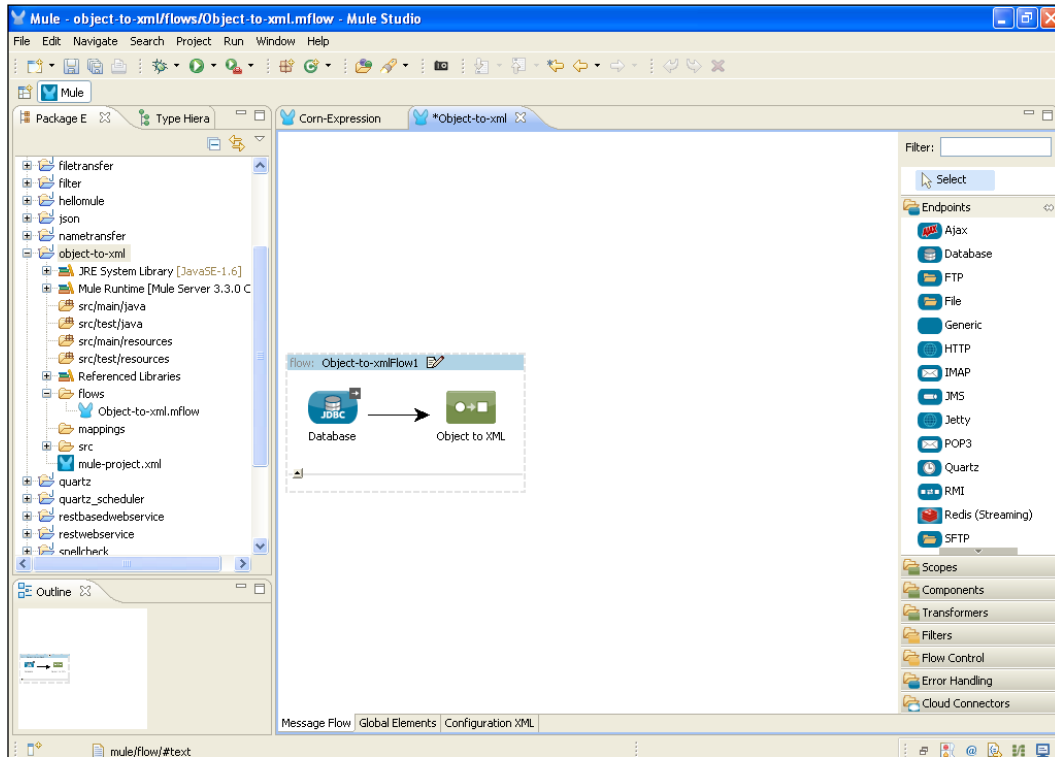 Mule - object-to-xml/flows/Object-to-xml.mflow - Mule Studio
File Edit Navigate Search Project Run Window Help
Mule
Package E
Type Hiera
Corn-Expression
*Object-to-xml
filetransfer
filter
hellomule
json
nametransfer
object-to-xml
JRE System Library [JavaSE-1.6]
Mule Runtime [Mule Server 3.3.0 C
src/main/java
src/test/java
src/main/resources
src/test/resources
Referenced Libraries
flows
Object-to-xml.mflow
mappings
src
mule-project.xml
quartz
quartz_scheduler
restbasedwebservice
restwebservice
spellcheck
Outline
flow: Object-to-xmlFlow1
JDBC
Database
Object to XML
Message Flow
Global Elements
Configuration XML
Filter:
Select
Endpoints
AJAX
Ajax
Database
FTP
File
Generic
HTTP
IMAP
JMS
Jetty
POP3
Quartz
RMI
Redis (Streaming)
SFTP
Scopes
Components
Transformers
Filters
Flow Control
Error Handling
Cloud Connectors
mule/flow/#text